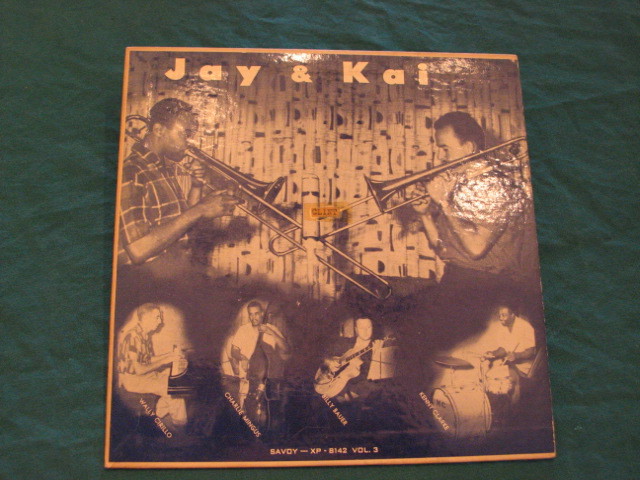 Jay & Kai
WALLY CIRILLO
CHARLIE MINGUS
BILLY BAUER
KENNY CLARKE
SAVOY — XP - 8142 VOL. 3